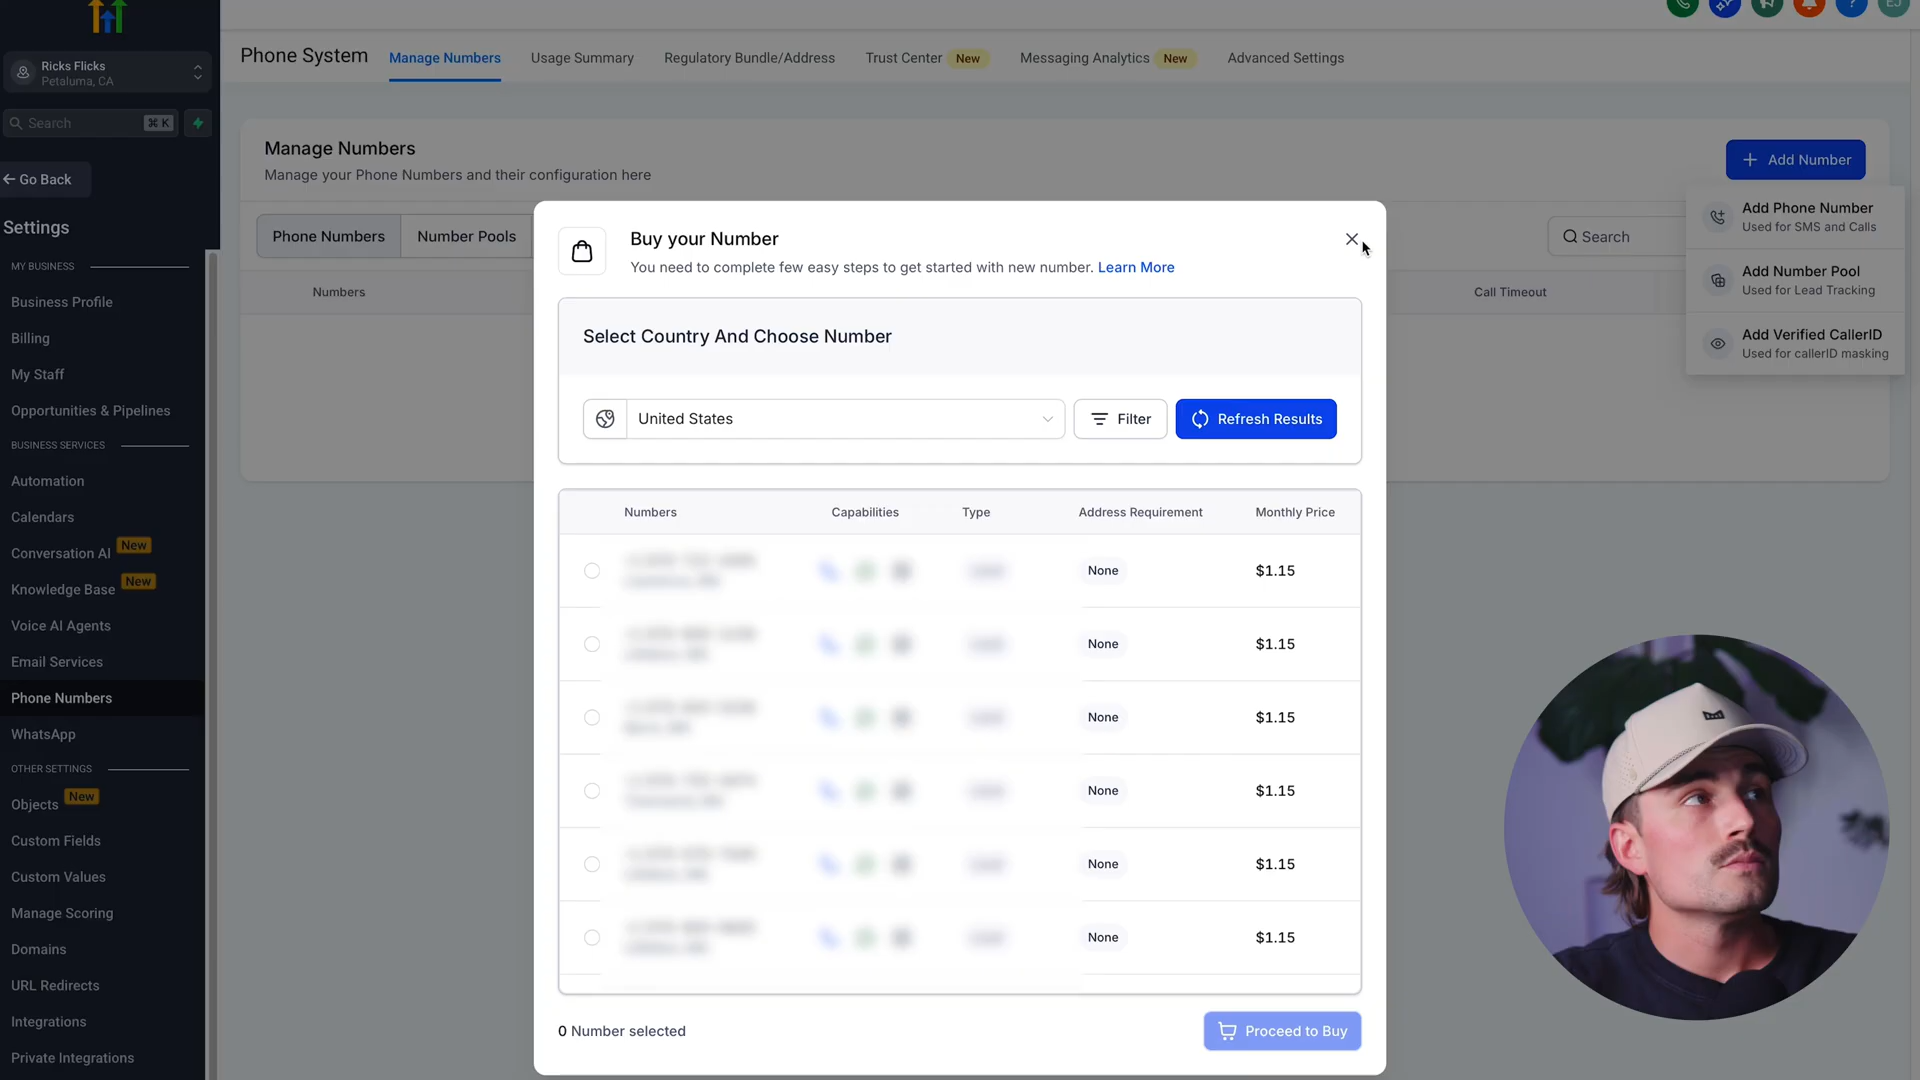 EJ
Ricks Flicks
Petaluma, CA
Search
⌘ K
Go Back
Settings
MY BUSINESS
Business Profile
Billing
My Staff
Opportunities & Pipelines
BUSINESS SERVICES
Automation
Calendars
Conversation AI New
Knowledge Base New
Voice AI Agents
Email Services
Phone Numbers
WhatsApp
OTHER SETTINGS
Objects New
Custom Fields
Custom Values
Manage Scoring
Domains
URL Redirects
Integrations
Private Integrations
Phone System
Manage Numbers
Usage Summary
Regulatory Bundle/Address
Trust Center New
Messaging Analytics New
Advanced Settings
Manage Numbers
Manage your Phone Numbers and their configuration here
+ Add Number
Phone Numbers
Number Pools
Search
Numbers
Call Timeout
Add Phone Number
Used for SMS and Calls
Add Number Pool
Used for Lead Tracking
Add Verified CallerID
Used for callerID masking
Buy your Number
You need to complete few easy steps to get started with new number. Learn More
Select Country And Choose Number
United States
Filter
Refresh Results
Numbers Capabilities Type Address Requirement Monthly Price
None $1.15
None $1.15
None $1.15
None $1.15
None $1.15
None $1.15
0 Number selected
Proceed to Buy